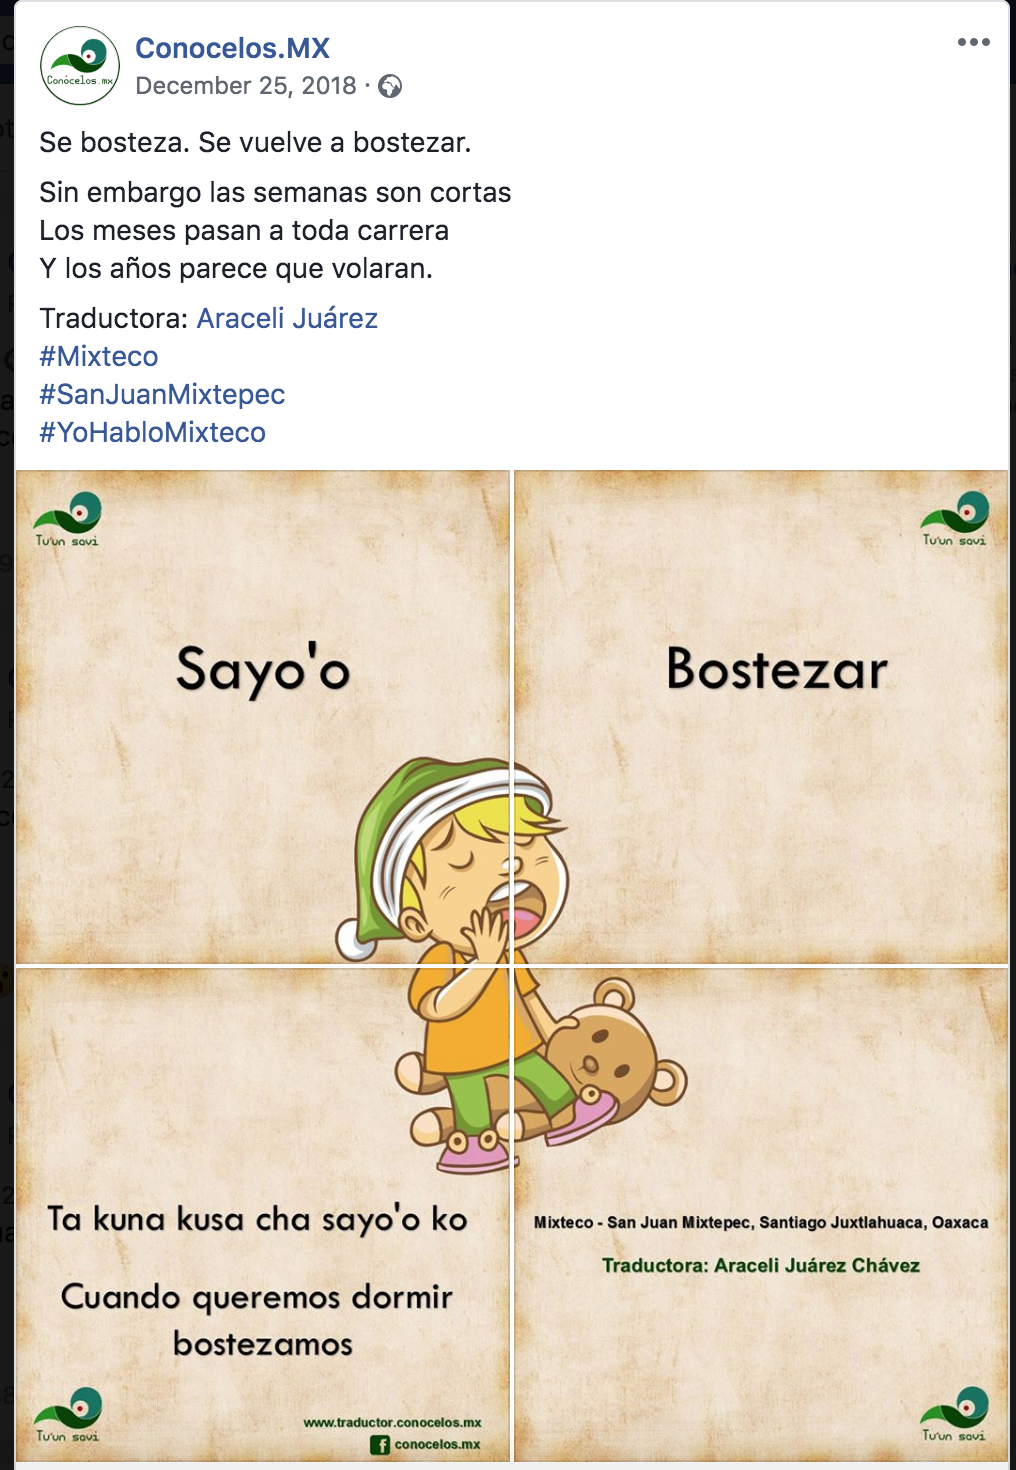 Conocelos.MX
Conócelos.mx
December 25, 2018 ·
Se bosteza. Se vuelve a bostezar.
Sin embargo las semanas son cortas
Los meses pasan a toda carrera
Y los años parece que volaran.
Traductora: Araceli Juárez
#Mixteco
#SanJuanMixtepec
#YoHabloMixteco
Tu'un savi
Tu'un savi
Sayo'o
Bostezar
Ta kuna kusa cha sayo'o ko
Cuando queremos dormir
bostezamos
www.traductor.conocelos.mx
conocelos.mx
Tu'un savi
Mixteco - San Juan Mixtepec, Santiago Juxtlahuaca, Oaxaca
Traductora: Araceli Juárez Chávez
Tu'un savi